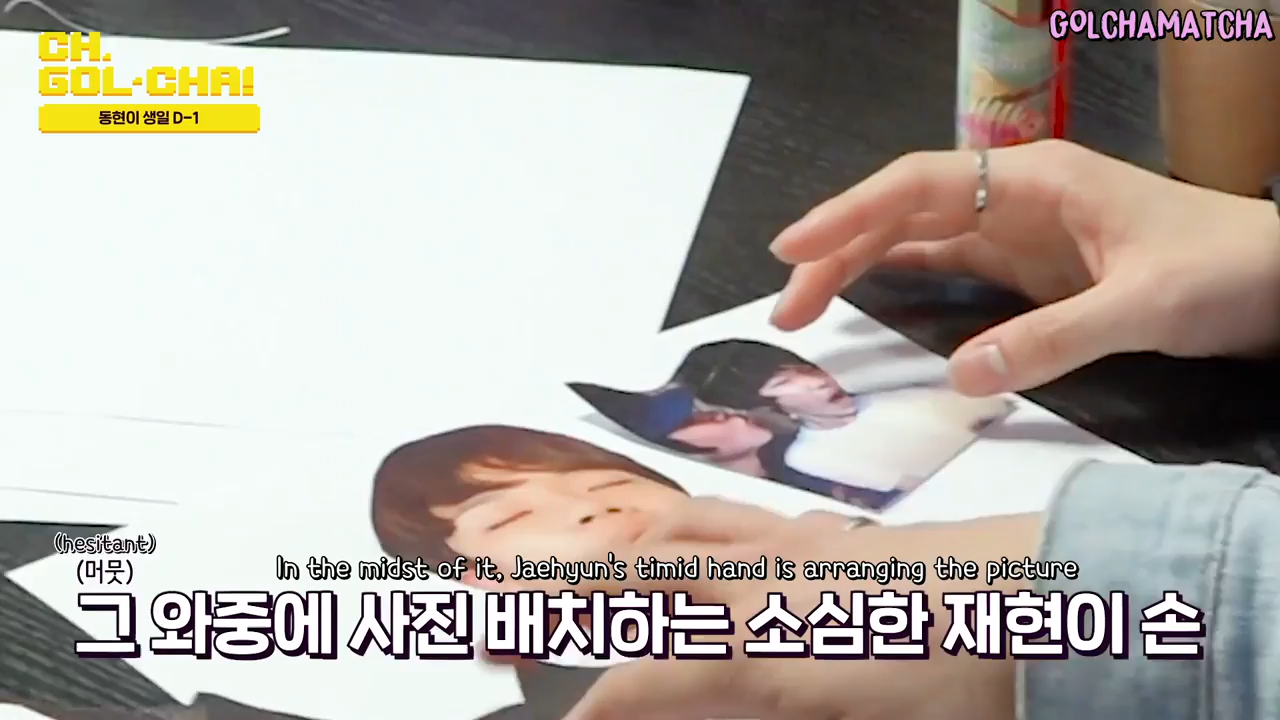 GOLCHAMATCHA
CH.
GOL-CHA!
동현이 생일 D-1
(hesitant)
(머뭇)
In the midst of it, Jaehyun's timid hand is arranging the picture
그 와중에 사진 배치하는 소심한 재현이 손